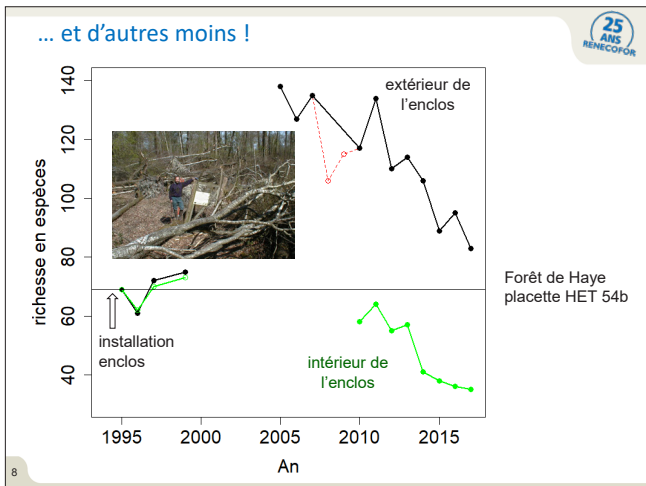 … et d'autres moins !
25
ANS
RENECOFOR
richesse en espèces
140
120
100
80
60
40
extérieur de
l'enclos
installation
enclos
intérieur de
l'enclos
Forêt de Haye
placette HET 54b
1995
2000
2005
2010
2015
An
8